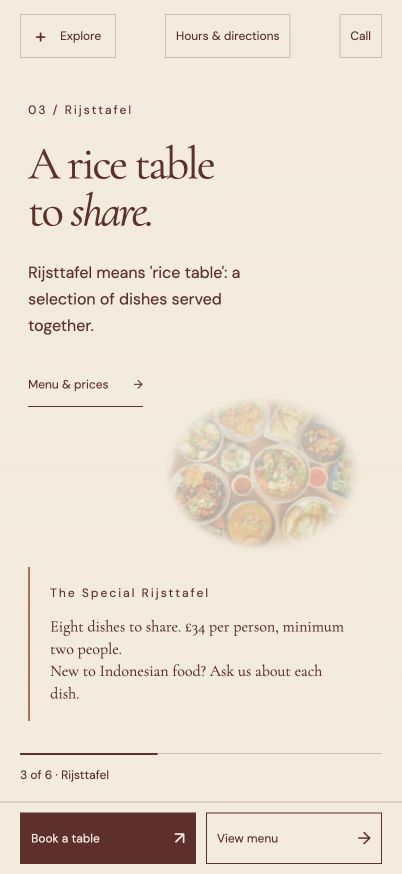 + Explore
Hours & directions
Call
03 / Rijsttafel
A rice table
to share.
Rijsttafel means 'rice table': a
selection of dishes served
together.
Menu & prices →
The Special Rijsttafel
Eight dishes to share. £34 per person, minimum
two people.
New to Indonesian food? Ask us about each
dish.
3 of 6 · Rijsttafel
Book a table ↗
View menu →